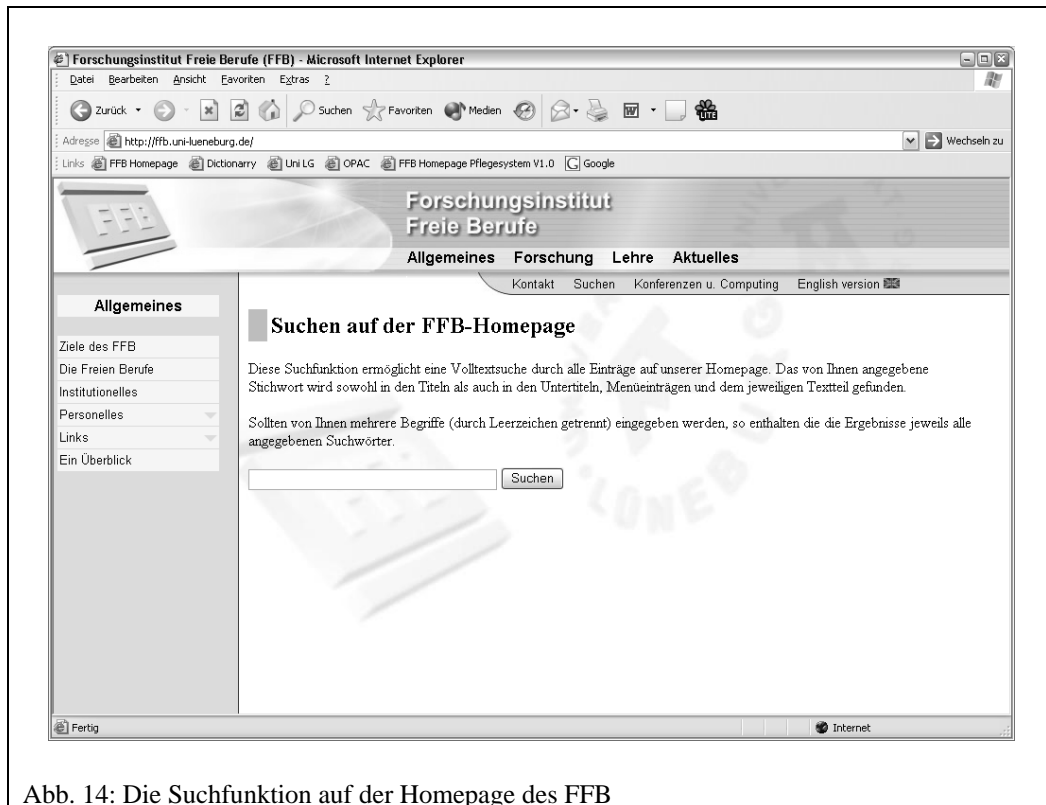 Forschungsinstitut Freie Berufe (FFB) - Microsoft Internet Explorer
Datei Bearbeiten Ansicht Favoriten Extras ?
Zurück Suchen Favoriten Medien
Adresse http://ffb.uni-lueneburg.de/ Wechseln zu
Links FFB Homepage Dictionarry Uni LG OPAC FFB Homepage Pflegesystem V1.0 Google
FFB
Forschungsinstitut
Freie Berufe
Allgemeines Forschung Lehre Aktuelles
Kontakt Suchen Konferenzen u. Computing English version
Allgemeines
Ziele des FFB
Die Freien Berufe
Institutionelles
Personelles
Links
Ein Überblick
Suchen auf der FFB-Homepage
Diese Suchfunktion ermöglicht eine Volltextsuche durch alle Einträge auf unserer Homepage. Das von Ihnen angegebene
Stichwort wird sowohl in den Titeln als auch in den Untertiteln, Menüeinträgen und dem jeweiligen Textteil gefunden.
Sollten von Ihnen mehrere Begriffe (durch Leerzeichen getrennt) eingegeben werden, so enthalten die die Ergebnisse jeweils alle
angegebenen Suchwörter.
Suchen
Fertig Internet
Abb. 14: Die Suchfunktion auf der Homepage des FFB